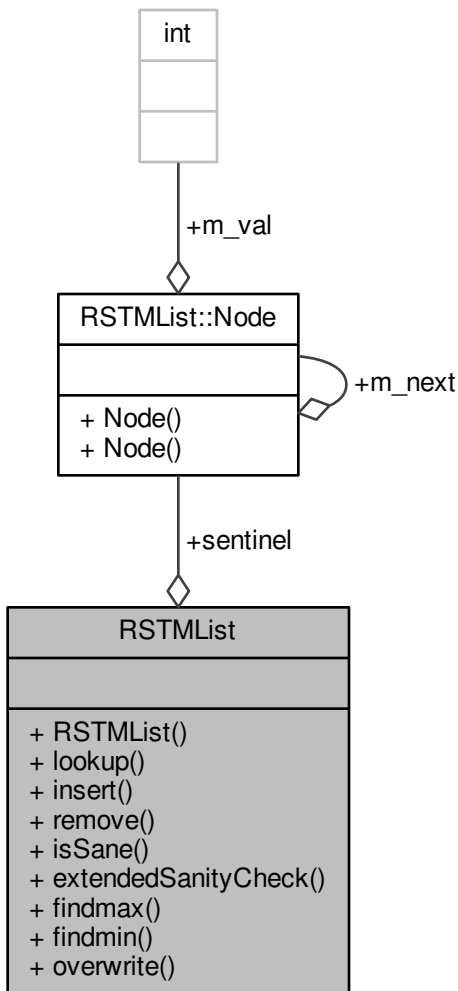 int
+m_val
RSTMList::Node
+m_next
+ Node()
+ Node()
+sentinel
RSTMList
+ RSTMList()
+ lookup()
+ insert()
+ remove()
+ isSane()
+ extendedSanityCheck()
+ findmax()
+ findmin()
+ overwrite()